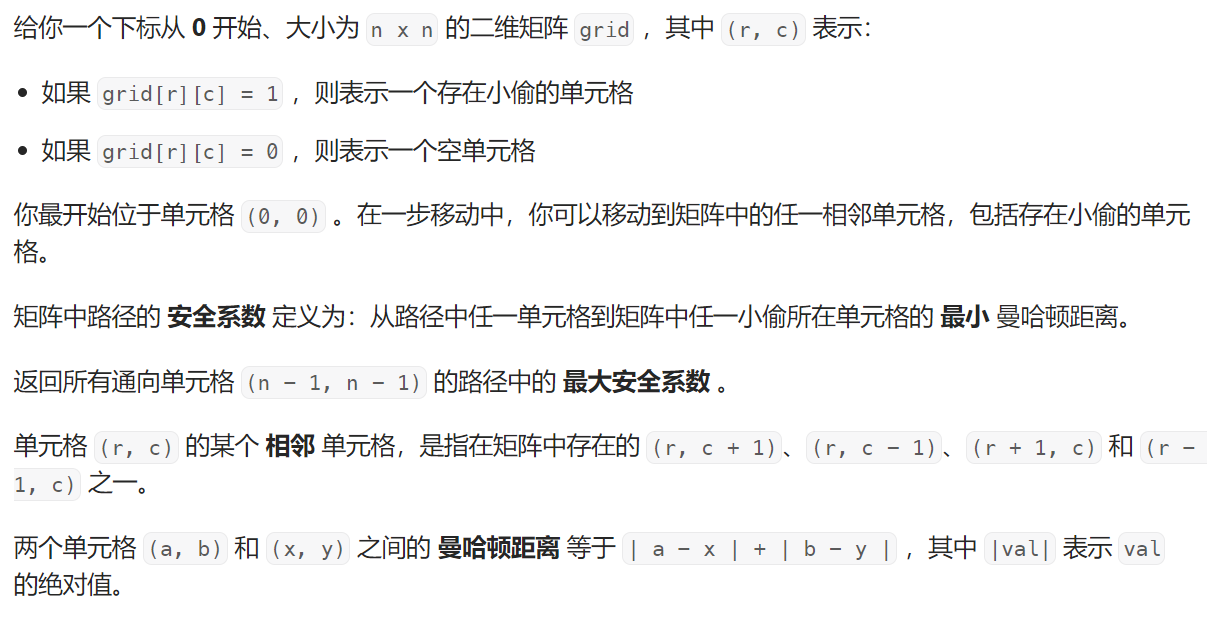 给你一个下标从 0 开始、大小为 n x n 的二维矩阵 grid ，其中 (r, c) 表示：
如果 grid[r][c] = 1 ，则表示一个存在小偷的单元格
如果 grid[r][c] = 0 ，则表示一个空单元格
你最开始位于单元格 (0, 0) 。在一步移动中，你可以移动到矩阵中的任一相邻单元格，包括存在小偷的单元
格。
矩阵中路径的 安全系数 定义为：从路径中任一单元格到矩阵中任一小偷所在单元格的 最小 曼哈顿距离。
返回所有通向单元格 (n - 1, n - 1) 的路径中的 最大安全系数 。
单元格 (r, c) 的某个 相邻 单元格，是指在矩阵中存在的 (r, c + 1)、(r, c - 1)、(r + 1, c) 和 (r -
1, c) 之一。
两个单元格 (a, b) 和 (x, y) 之间的 曼哈顿距离 等于 | a - x | + | b - y | ，其中 |val| 表示 val
的绝对值。